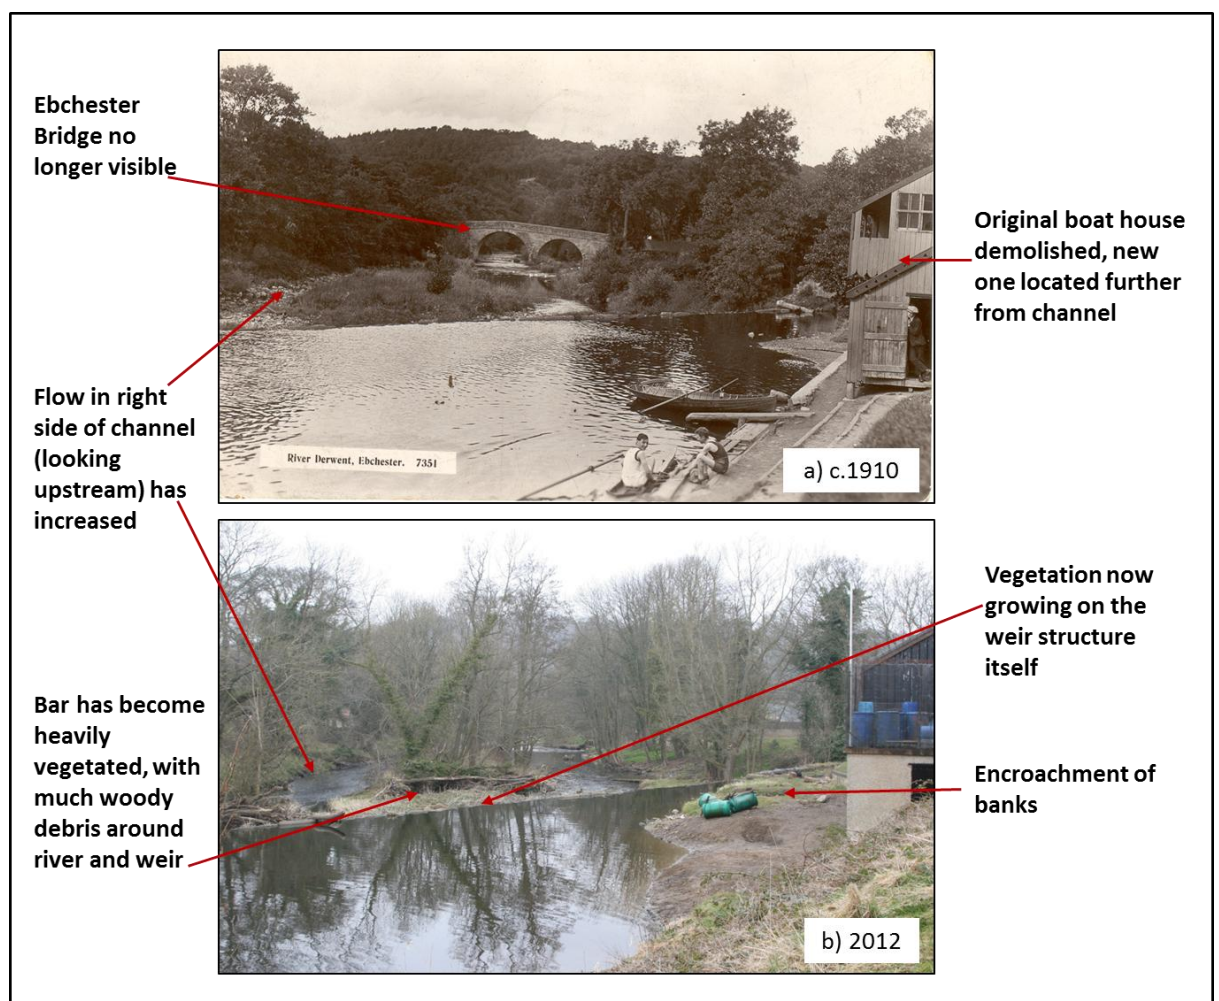 Ebchester
Bridge no
longer visible
Original boat house
demolished, new
one located further
from channel
Flow in right
side of channel
(looking
upstream) has
increased
River Derwent, Ebchester. 7351
a) c.1910
Vegetation now
growing on the
weir structure
itself
Bar has become
heavily
vegetated, with
much woody
debris around
river and weir
Encroachment of
banks
b) 2012